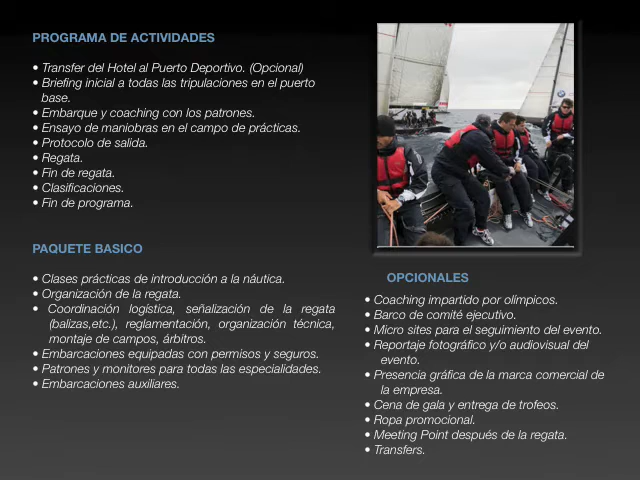 PROGRAMA DE ACTIVIDADES
• Transfer del Hotel al Puerto Deportivo. (Opcional)
• Briefing inicial a todas las tripulaciones en el puerto
base.
• Embarque y coaching con los patrones.
• Ensayo de maniobras en el campo de prácticas.
• Protocolo de salida.
• Regata.
• Fin de regata.
• Clasificaciones.
• Fin de programa.
PAQUETE BASICO
• Clases prácticas de introducción a la náutica.
• Organización de la regata.
• Coordinación logística, señalización de la regata
(balizas,etc.), reglamentación, organización técnica,
montaje de campos, árbitros.
• Embarcaciones equipadas con permisos y seguros.
• Patrones y monitores para todas las especialidades.
• Embarcaciones auxiliares.
OPCIONALES
• Coaching impartido por olímpicos.
• Barco de comité ejecutivo.
• Micro sites para el seguimiento del evento.
• Reportaje fotográfico y/o audiovisual del
evento.
• Presencia gráfica de la marca comercial de
la empresa.
• Cena de gala y entrega de trofeos.
• Ropa promocional.
• Meeting Point después de la regata.
• Transfers.